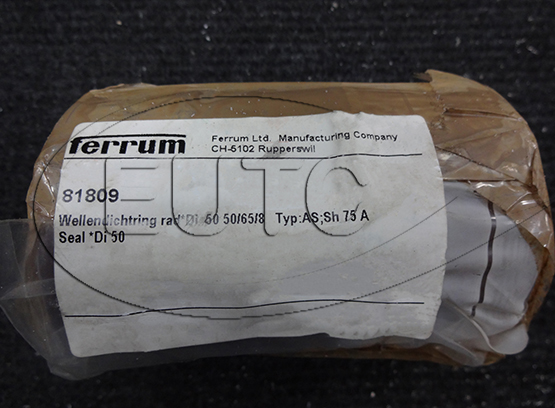 ferrum
Ferrum Ltd. Manufacturing Company
CH-5102 Rupperswil
81809
Wellendichtring rad*Di 50 50/65/8 Typ:AS;Sh 75 A
Seal *Di 50
EUTC